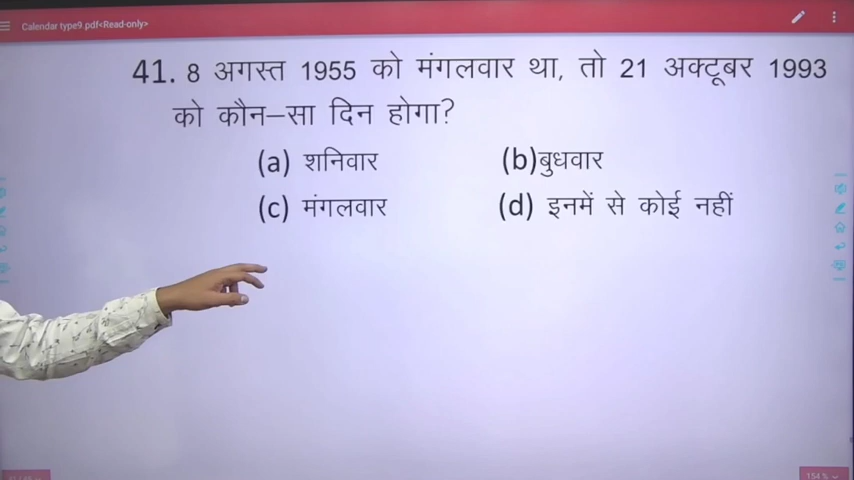 Calendar type9.pdf<Read-only>
41. 8 अगस्त 1955 को मंगलवार था, तो 21 अक्टूबर 1993
को कौन–सा दिन होगा?
(a) शनिवार (b)बुधवार
(c) मंगलवार (d) इनमें से कोई नहीं
154 %